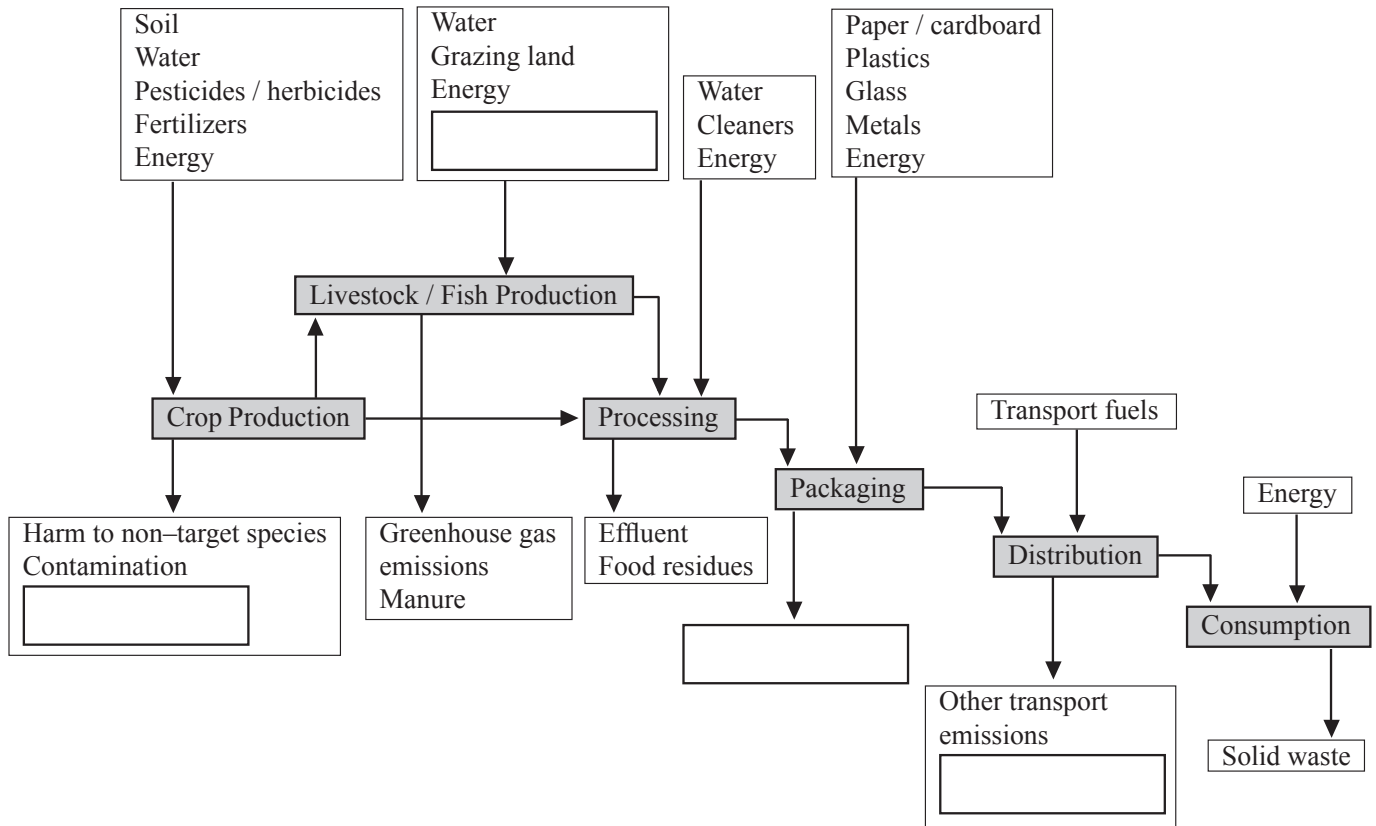 Soil
Water
Pesticides / herbicides
Fertilizers
Energy
Water
Grazing land
Energy
Water
Cleaners
Energy
Paper / cardboard
Plastics
Glass
Metals
Energy
Livestock / Fish Production
Crop Production
Processing
Transport fuels
Packaging
Energy
Harm to non–target species
Contamination
Greenhouse gas
emissions
Manure
Effluent
Food residues
Distribution
Consumption
Other transport
emissions
Solid waste